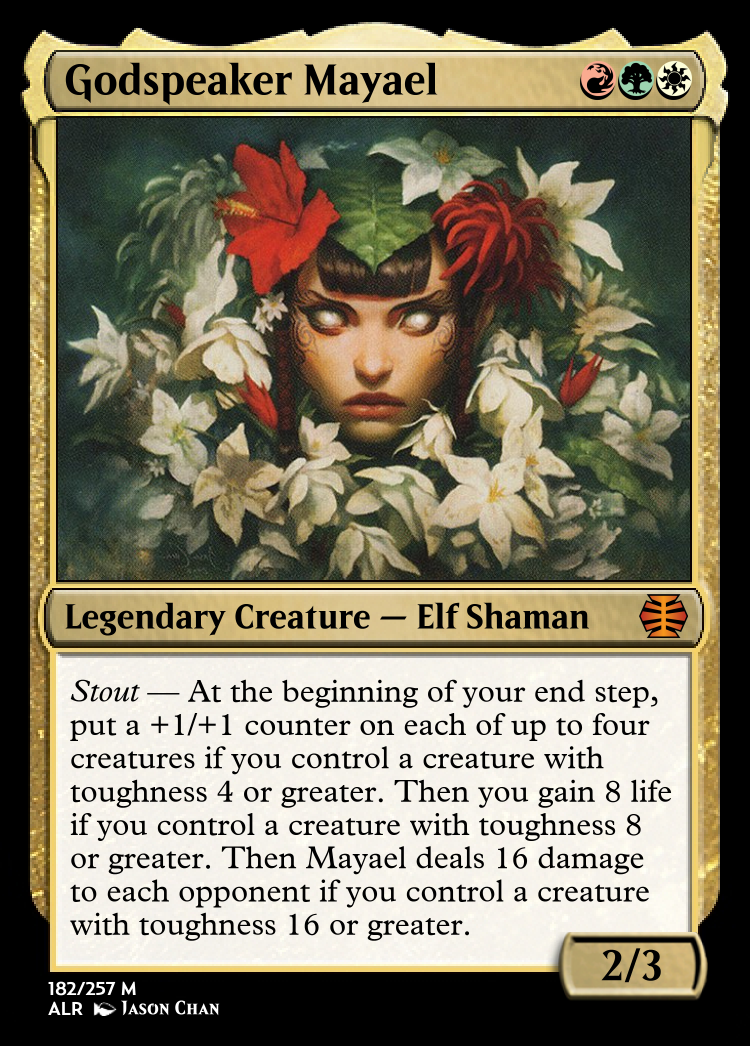 Godspeaker Mayael
Legendary Creature — Elf Shaman
Stout — At the beginning of your end step,
put a +1/+1 counter on each of up to four
creatures if you control a creature with
toughness 4 or greater. Then you gain 8 life
if you control a creature with toughness 8
or greater. Then Mayael deals 16 damage
to each opponent if you control a creature
with toughness 16 or greater.
2/3
182/257 M
ALR Jason Chan